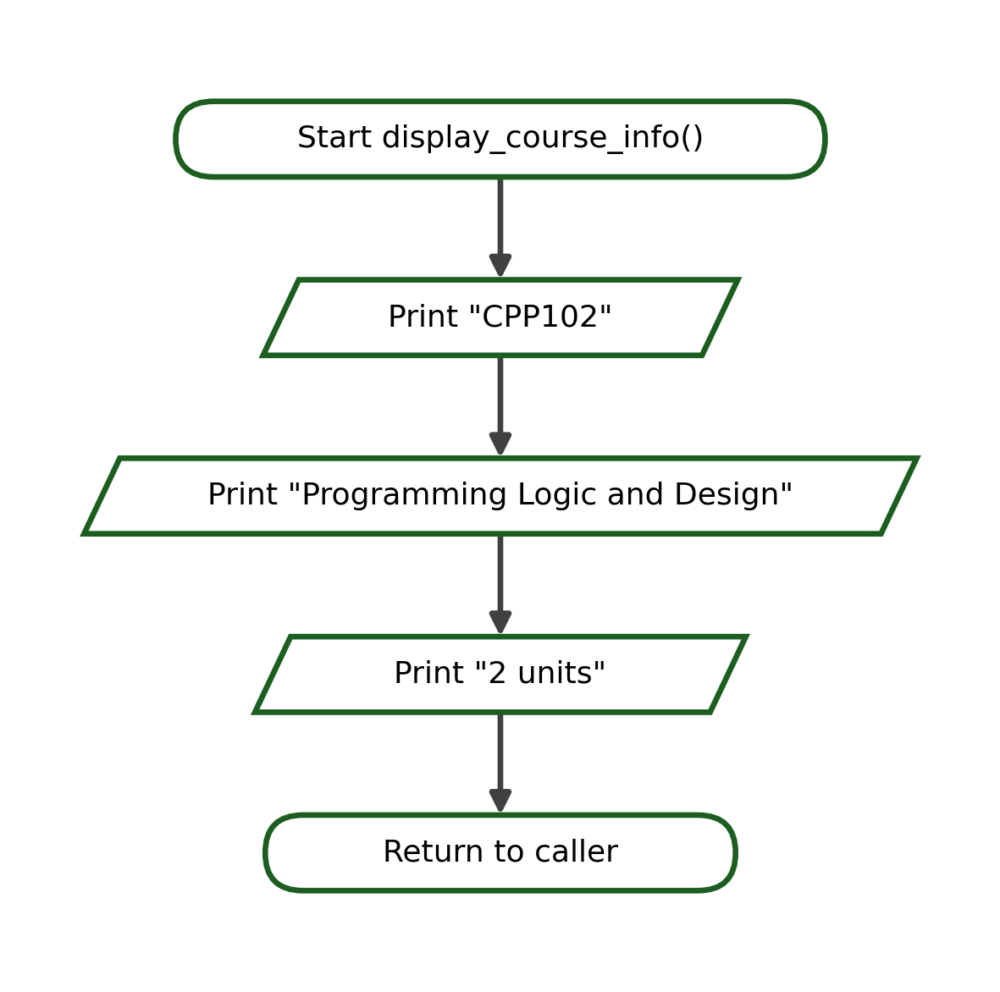 Start display_course_info()
Print "CPP102"
Print "Programming Logic and Design"
Print "2 units"
Return to caller